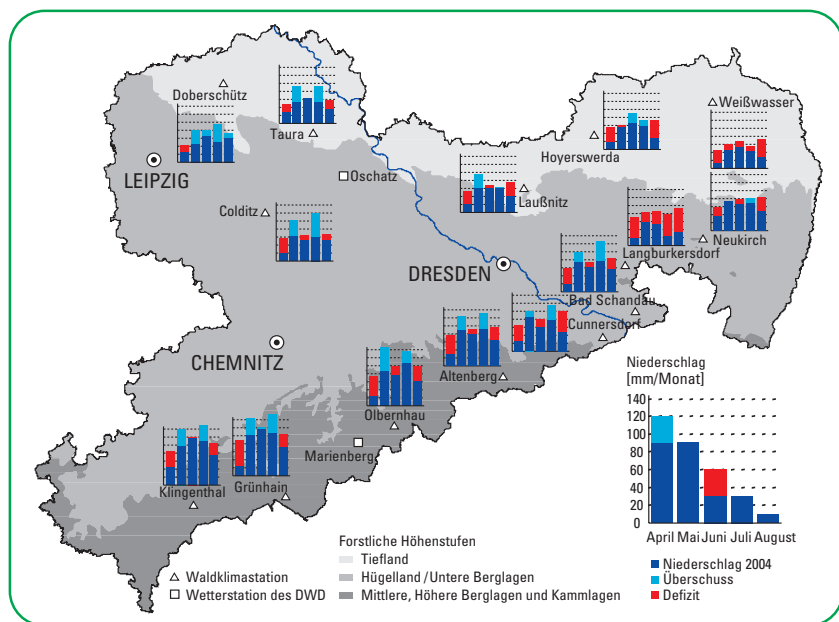 Doberschütz
Weißwasser
Taura
Hoyerswerda
LEIPZIG
Oschatz
Laußnitz
Colditz
Neukirch
Langburkersdorf
DRESDEN
Bad Schandau
Cunnersdorf
CHEMNITZ
Altenberg
Olbernhau
Marienberg
Grünhain
Klingenthal
Niederschlag
[mm/Monat]
140
120
100
80
60
40
20
0
April Mai Juni Juli August
Niederschlag 2004
Überschuss
Defizit
Forstliche Höhenstufen
Tiefland
Hügelland / Untere Berglagen
Mittlere, Höhere Berglagen und Kammlagen
Waldklimastation
Wetterstation des DWD